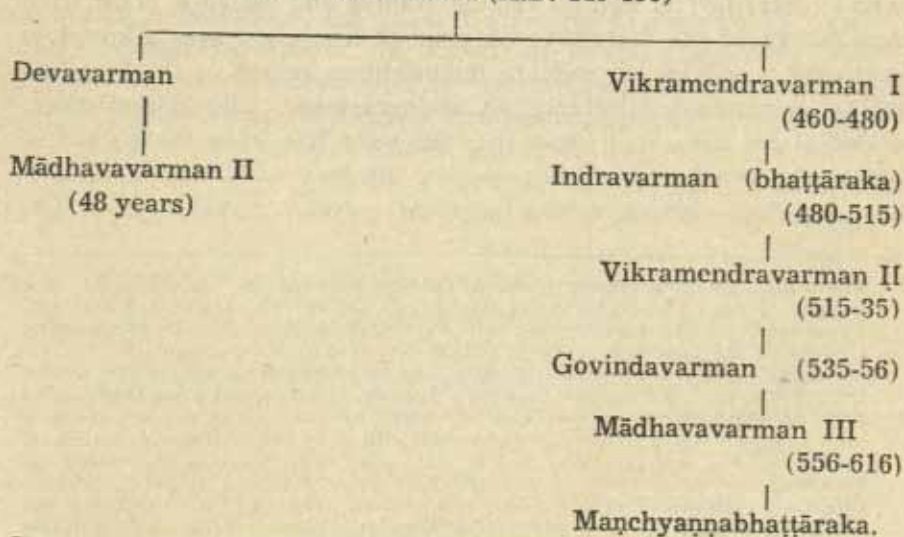 Devavarman
Vikramendravarman I
(460-480)
Mādhavavarman II
(48 years)
Indravarman (bhaṭṭāraka)
(480-515)
Vikramendravarman II
(515-35)
Govindavarman (535-56)
Mādhavavarman III
(556-616)
Maṇchyaṇṇabhaṭṭāraka.